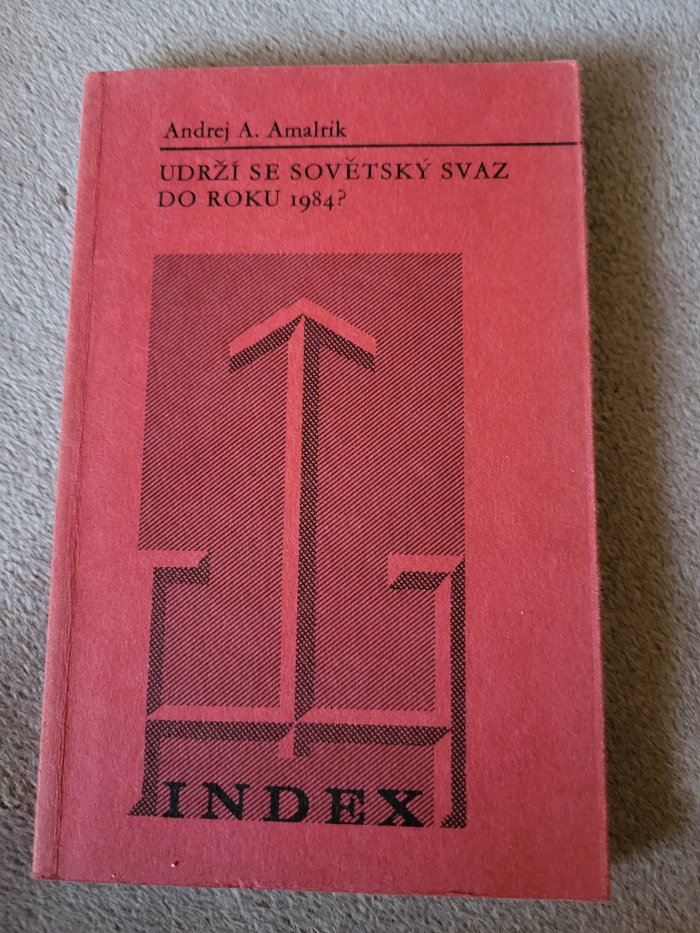 Andrej A. Amalrik
UDRŽÍ SE SOVĚTSKÝ SVAZ
DO ROKU 1984?
INDEX